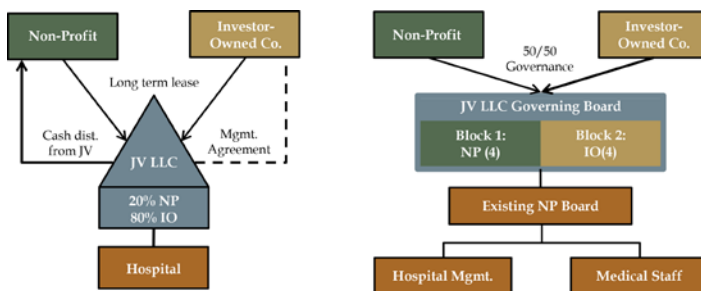 Non-Profit
Investor-
Owned Co.
Long term lease
Cash dist.
from JV
JV LLC
Mgmt.
Agreement
20% NP
80% IO
Hospital
Non-Profit
Investor-
Owned Co.
50/50
Governance
JV LLC Governing Board
Block 1:
NP (4)
Block 2:
IO(4)
Existing NP Board
Hospital Mgmt.
Medical Staff